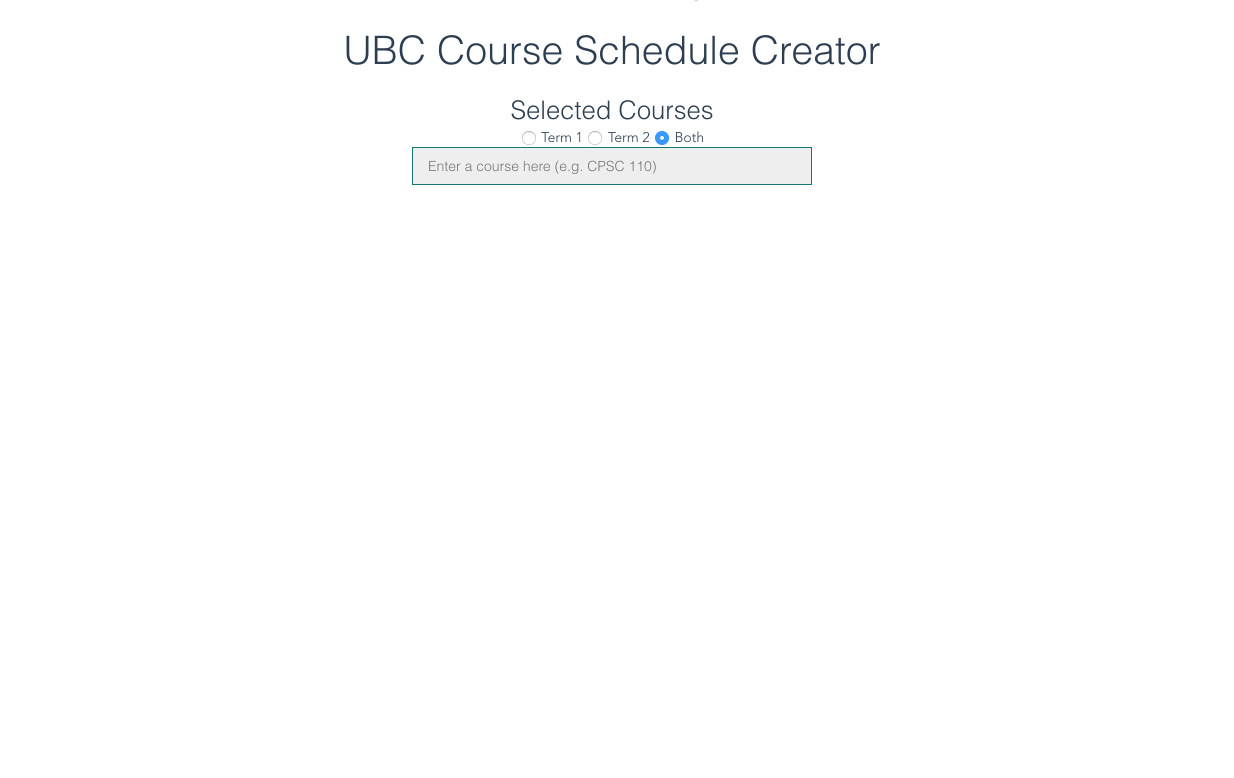 UBC Course Schedule Creator
Selected Courses
Term 1 Term 2 Both
Enter a course here (e.g. CPSC 110)